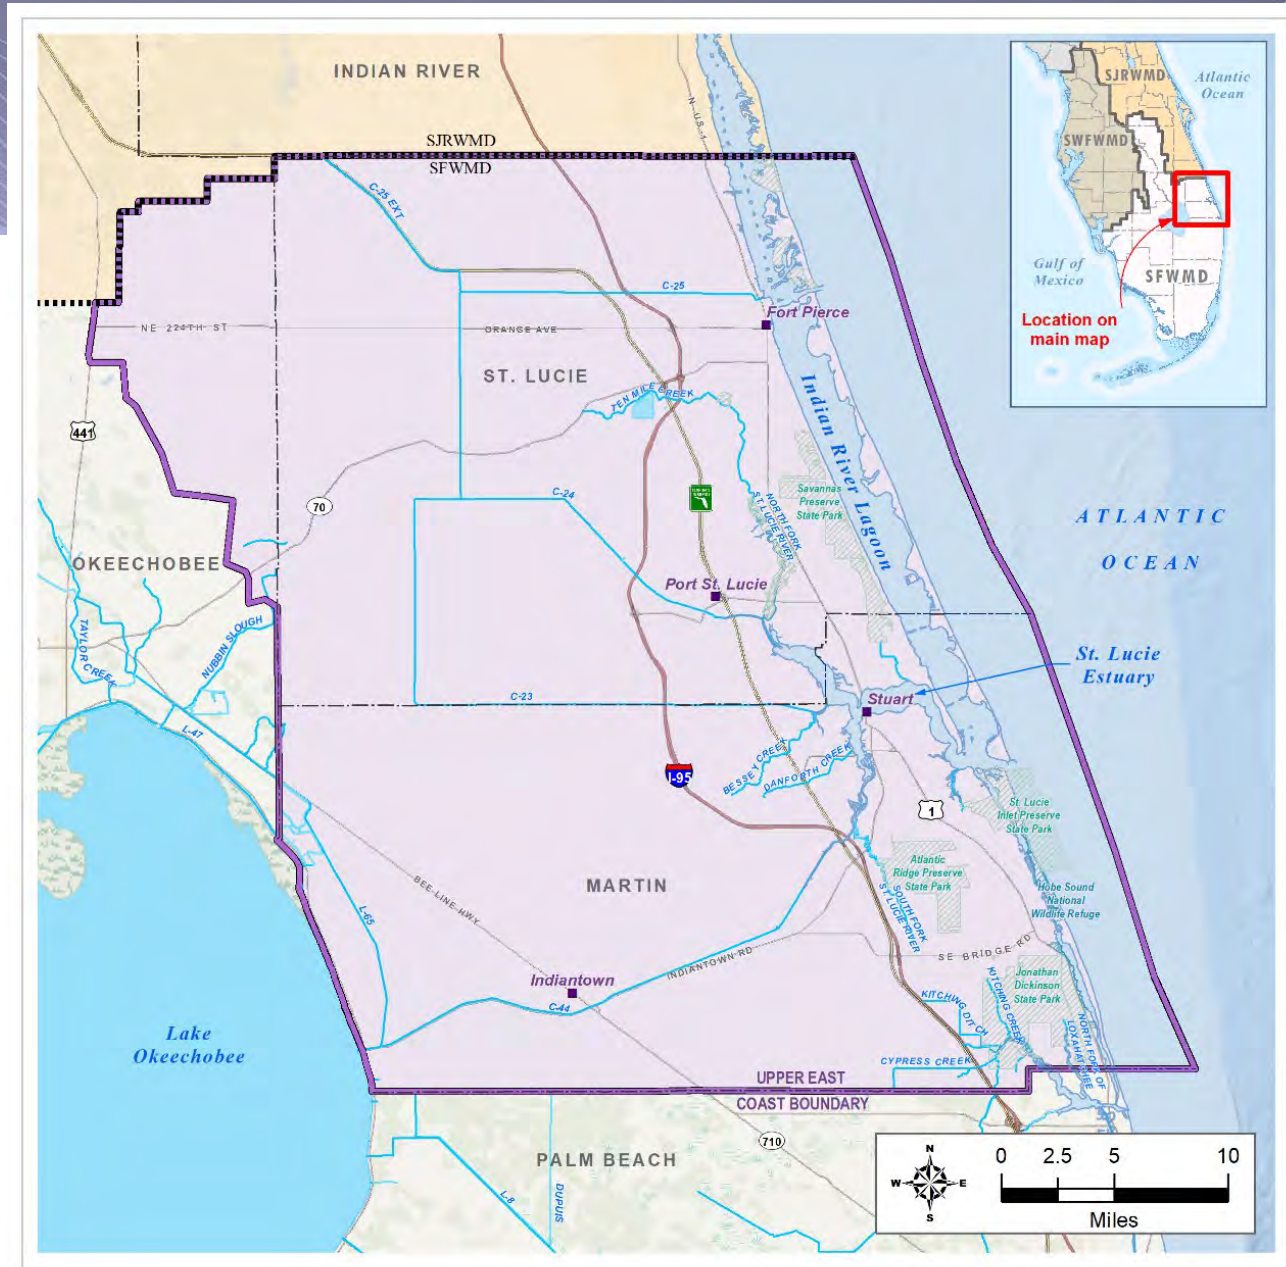 INDIAN RIVER
N US 1
SJRWMD
SFWMD
C-25 EXT
C-25
Fort Pierce
NE 224TH ST
ORANGE AVE
ST. LUCIE
TEN MILE CREEK
Indian River Lagoon
441
70
C-24
NORTH FORK
ST. LUCIE RIVER
Savannas
Preserve
State Park
ATLANTIC
OCEAN
OKEECHOBEE
Port St. Lucie
TAYLOR CREEK
NUBBIN SLOUGH
St. Lucie
Estuary
C-23
Stuart
L-47
BESSEY CREEK
DANFORTH CREEK
I-95
1
St. Lucie
Inlet Preserve
State Park
Atlantic
Ridge Preserve
State Park
MARTIN
BEE LINE HWY
L-65
SOUTH FORK
ST. LUCIE RIVER
Hobe Sound
National
Wildlife Refuge
SE BRIDGE RD
INDIANTOWN RD
Indiantown
C-44
Jonathan
Dickinson
State Park
KITCHING DITCH
KITCHING CREEK
NORTH FORK OF
LOXAHATCHEE
CYPRESS CREEK
Lake
Okeechobee
UPPER EAST
COAST BOUNDARY
710
PALM BEACH
L-8
DUPUIS
SJRWMD
Atlantic
Ocean
SWFWMD
Gulf of
Mexico
SFWMD
Location on
main map
N
W
E
S
0 2.5 5 10
Miles